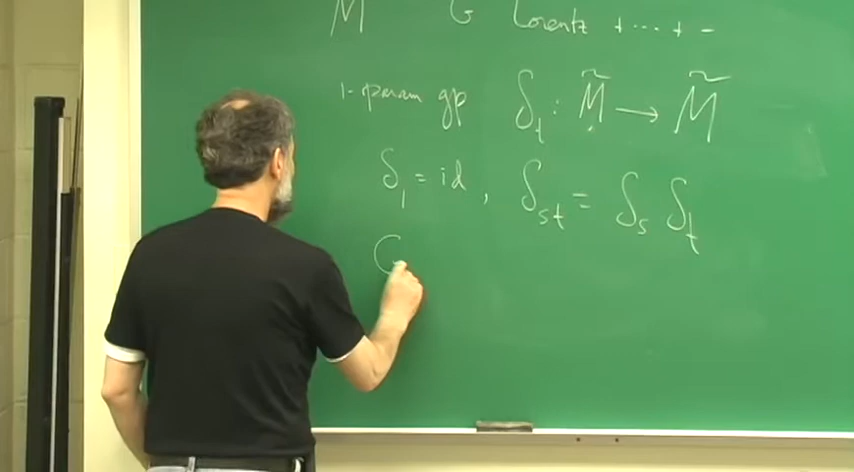 M̃ G̃ Lorentz +····+ -
1-param gp δ_t : M̃ → M̃
δ_1 = id , δ_st = δ_s δ_t
G